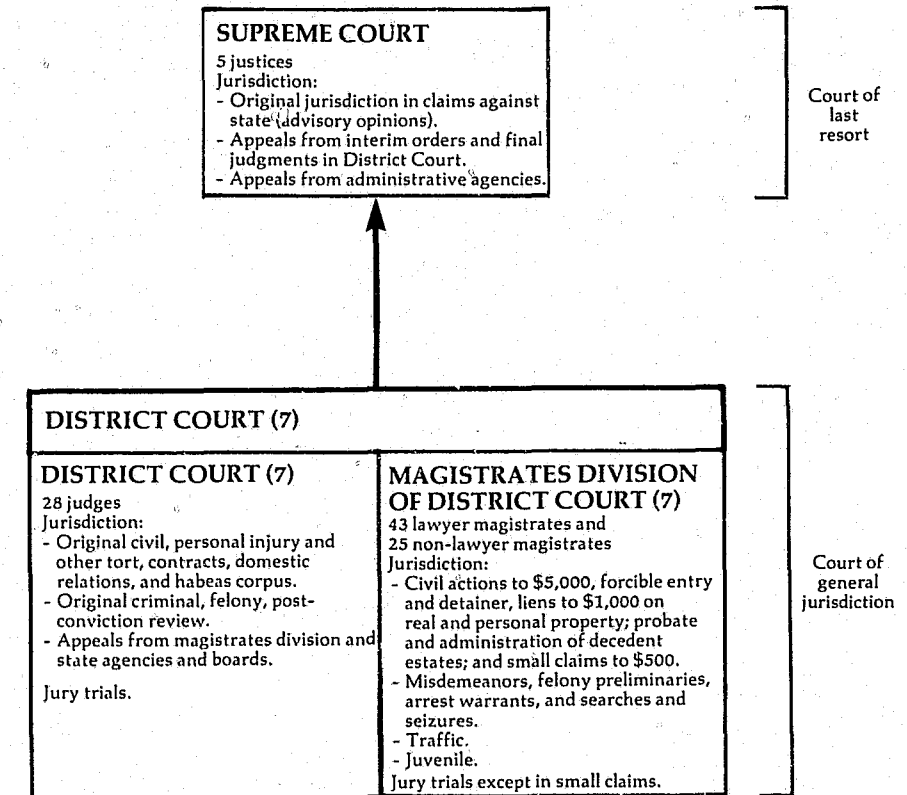 SUPREME COURT
5 justices
Jurisdiction:
- Original jurisdiction in claims against
state (advisory opinions).
- Appeals from interim orders and final
judgments in District Court.
- Appeals from administrative agencies.
Court of
last
resort
DISTRICT COURT (7)
DISTRICT COURT (7)
28 judges
Jurisdiction:
- Original civil, personal injury and
other tort, contracts, domestic
relations, and habeas corpus.
- Original criminal, felony, post-
conviction review.
- Appeals from magistrates division and
state agencies and boards.
Jury trials.
MAGISTRATES DIVISION
OF DISTRICT COURT (7)
43 lawyer magistrates and
25 non-lawyer magistrates
Jurisdiction:
- Civil actions to $5,000, forcible entry
and detainer, liens to $1,000 on
real and personal property; probate
and administration of decedent
estates; and small claims to $500.
- Misdemeanors, felony preliminaries,
arrest warrants, and searches and
seizures.
- Traffic.
- Juvenile.
Jury trials except in small claims.
Court of
general
jurisdiction